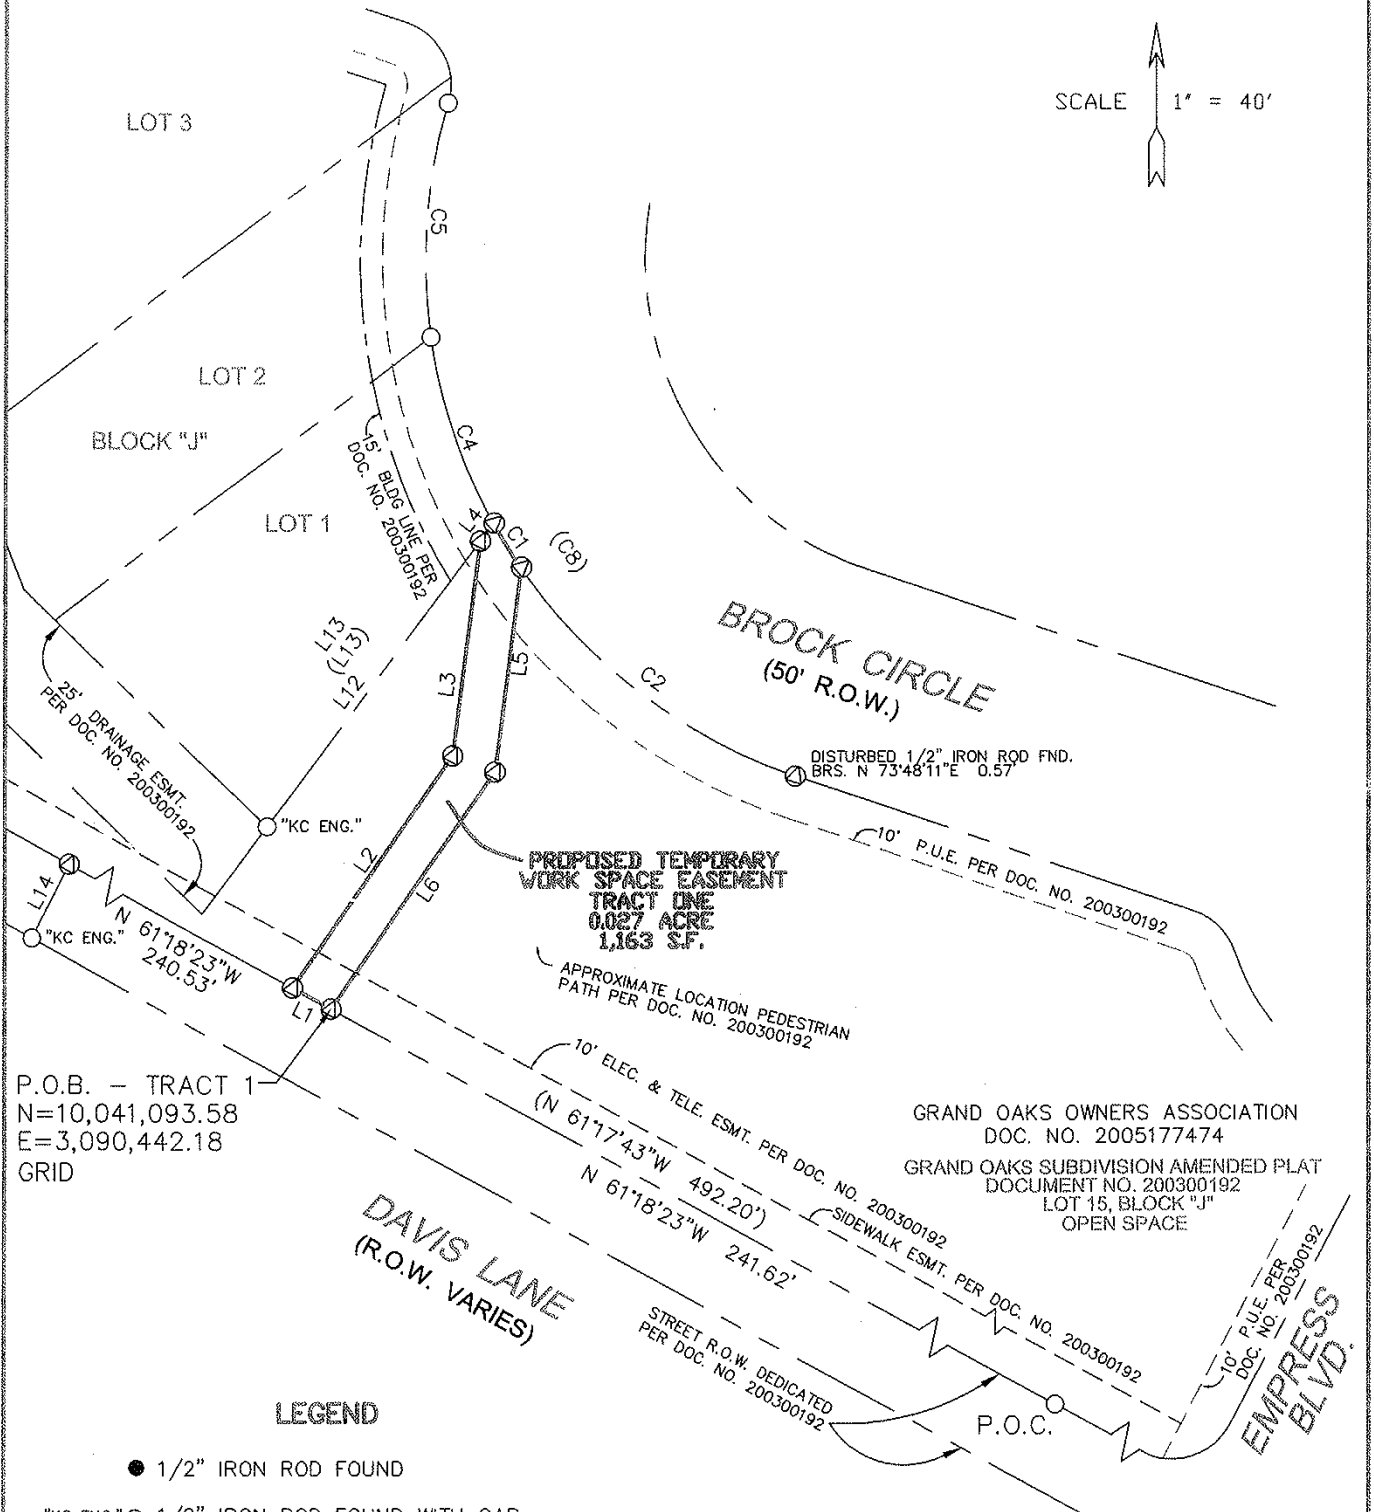 SCALE 1" = 40'
LOT 3
C5
LOT 2
BLOCK "J"
C4
15' BLDG LINE PER
DOC. NO. 200300192
LOT 1
L4
C1
(C8)
BROCK CIRCLE
(50' R.O.W.)
L13
(L13)
L12
L3
L5
C2
25' DRAINAGE ESMT.
PER DOC. NO. 200300192
DISTURBED 1/2" IRON ROD FND.
BRS. N 73°48'11"E 0.57'
"KC ENG."
10' P.U.E. PER DOC. NO. 200300192
L2
L6
PROPOSED TEMPORARY
WORK SPACE EASEMENT
TRACT ONE
0.027 ACRE
1,163 S.F.
L14
"KC ENG."
N 61°18'23"W
240.53'
APPROXIMATE LOCATION PEDESTRIAN
PATH PER DOC. NO. 200300192
L1
P.O.B. - TRACT 1
N=10,041,093.58
E=3,090,442.18
GRID
10' ELEC. & TELE. ESMT. PER DOC. NO. 200300192
(N 61°17'43"W 492.20')
N 61°18'23"W 241.62'
SIDEWALK ESMT. PER DOC. NO. 200300192
GRAND OAKS OWNERS ASSOCIATION
DOC. NO. 2005177474
GRAND OAKS SUBDIVISION AMENDED PLAT
DOCUMENT NO. 200300192
LOT 15, BLOCK "J"
OPEN SPACE
DAVIS LANE
(R.O.W. VARIES)
STREET R.O.W. DEDICATED
PER DOC. NO. 200300192
10' P.U.E. PER
DOC. NO. 200300192
EMPRESS
BLVD.
P.O.C.
LEGEND
1/2" IRON ROD FOUND
1/2" IRON ROD FOUND WITH CAP